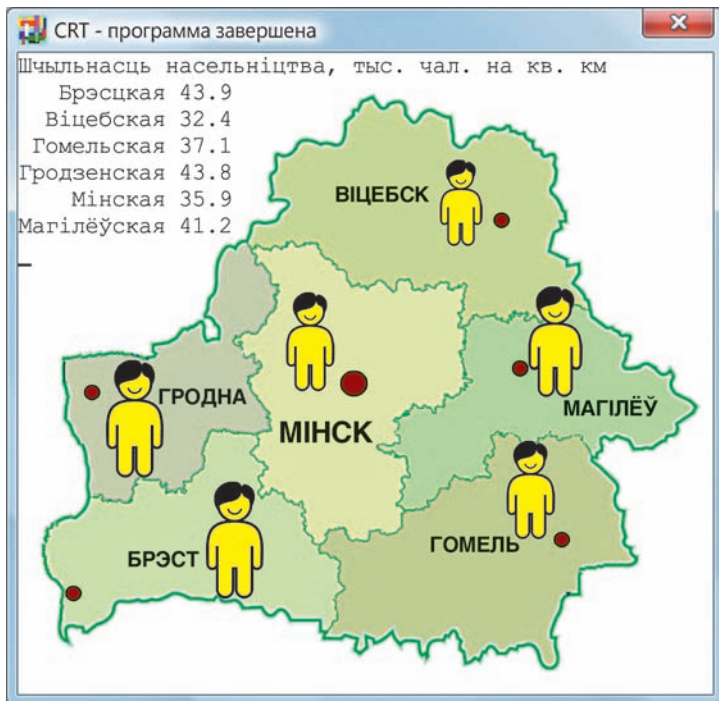 CRT - программа завершена
Шчыльнасць насельніцтва, тыс. чал. на кв. км
Брэсцкая 43.9
Віцебская 32.4
Гомельская 37.1
Гродзенская 43.8
Мінская 35.9
Магілёўская 41.2
ВІЦЕБСК
ГРОДНА
МІНСК
МАГІЛЁЎ
БРЭСТ
ГОМЕЛЬ